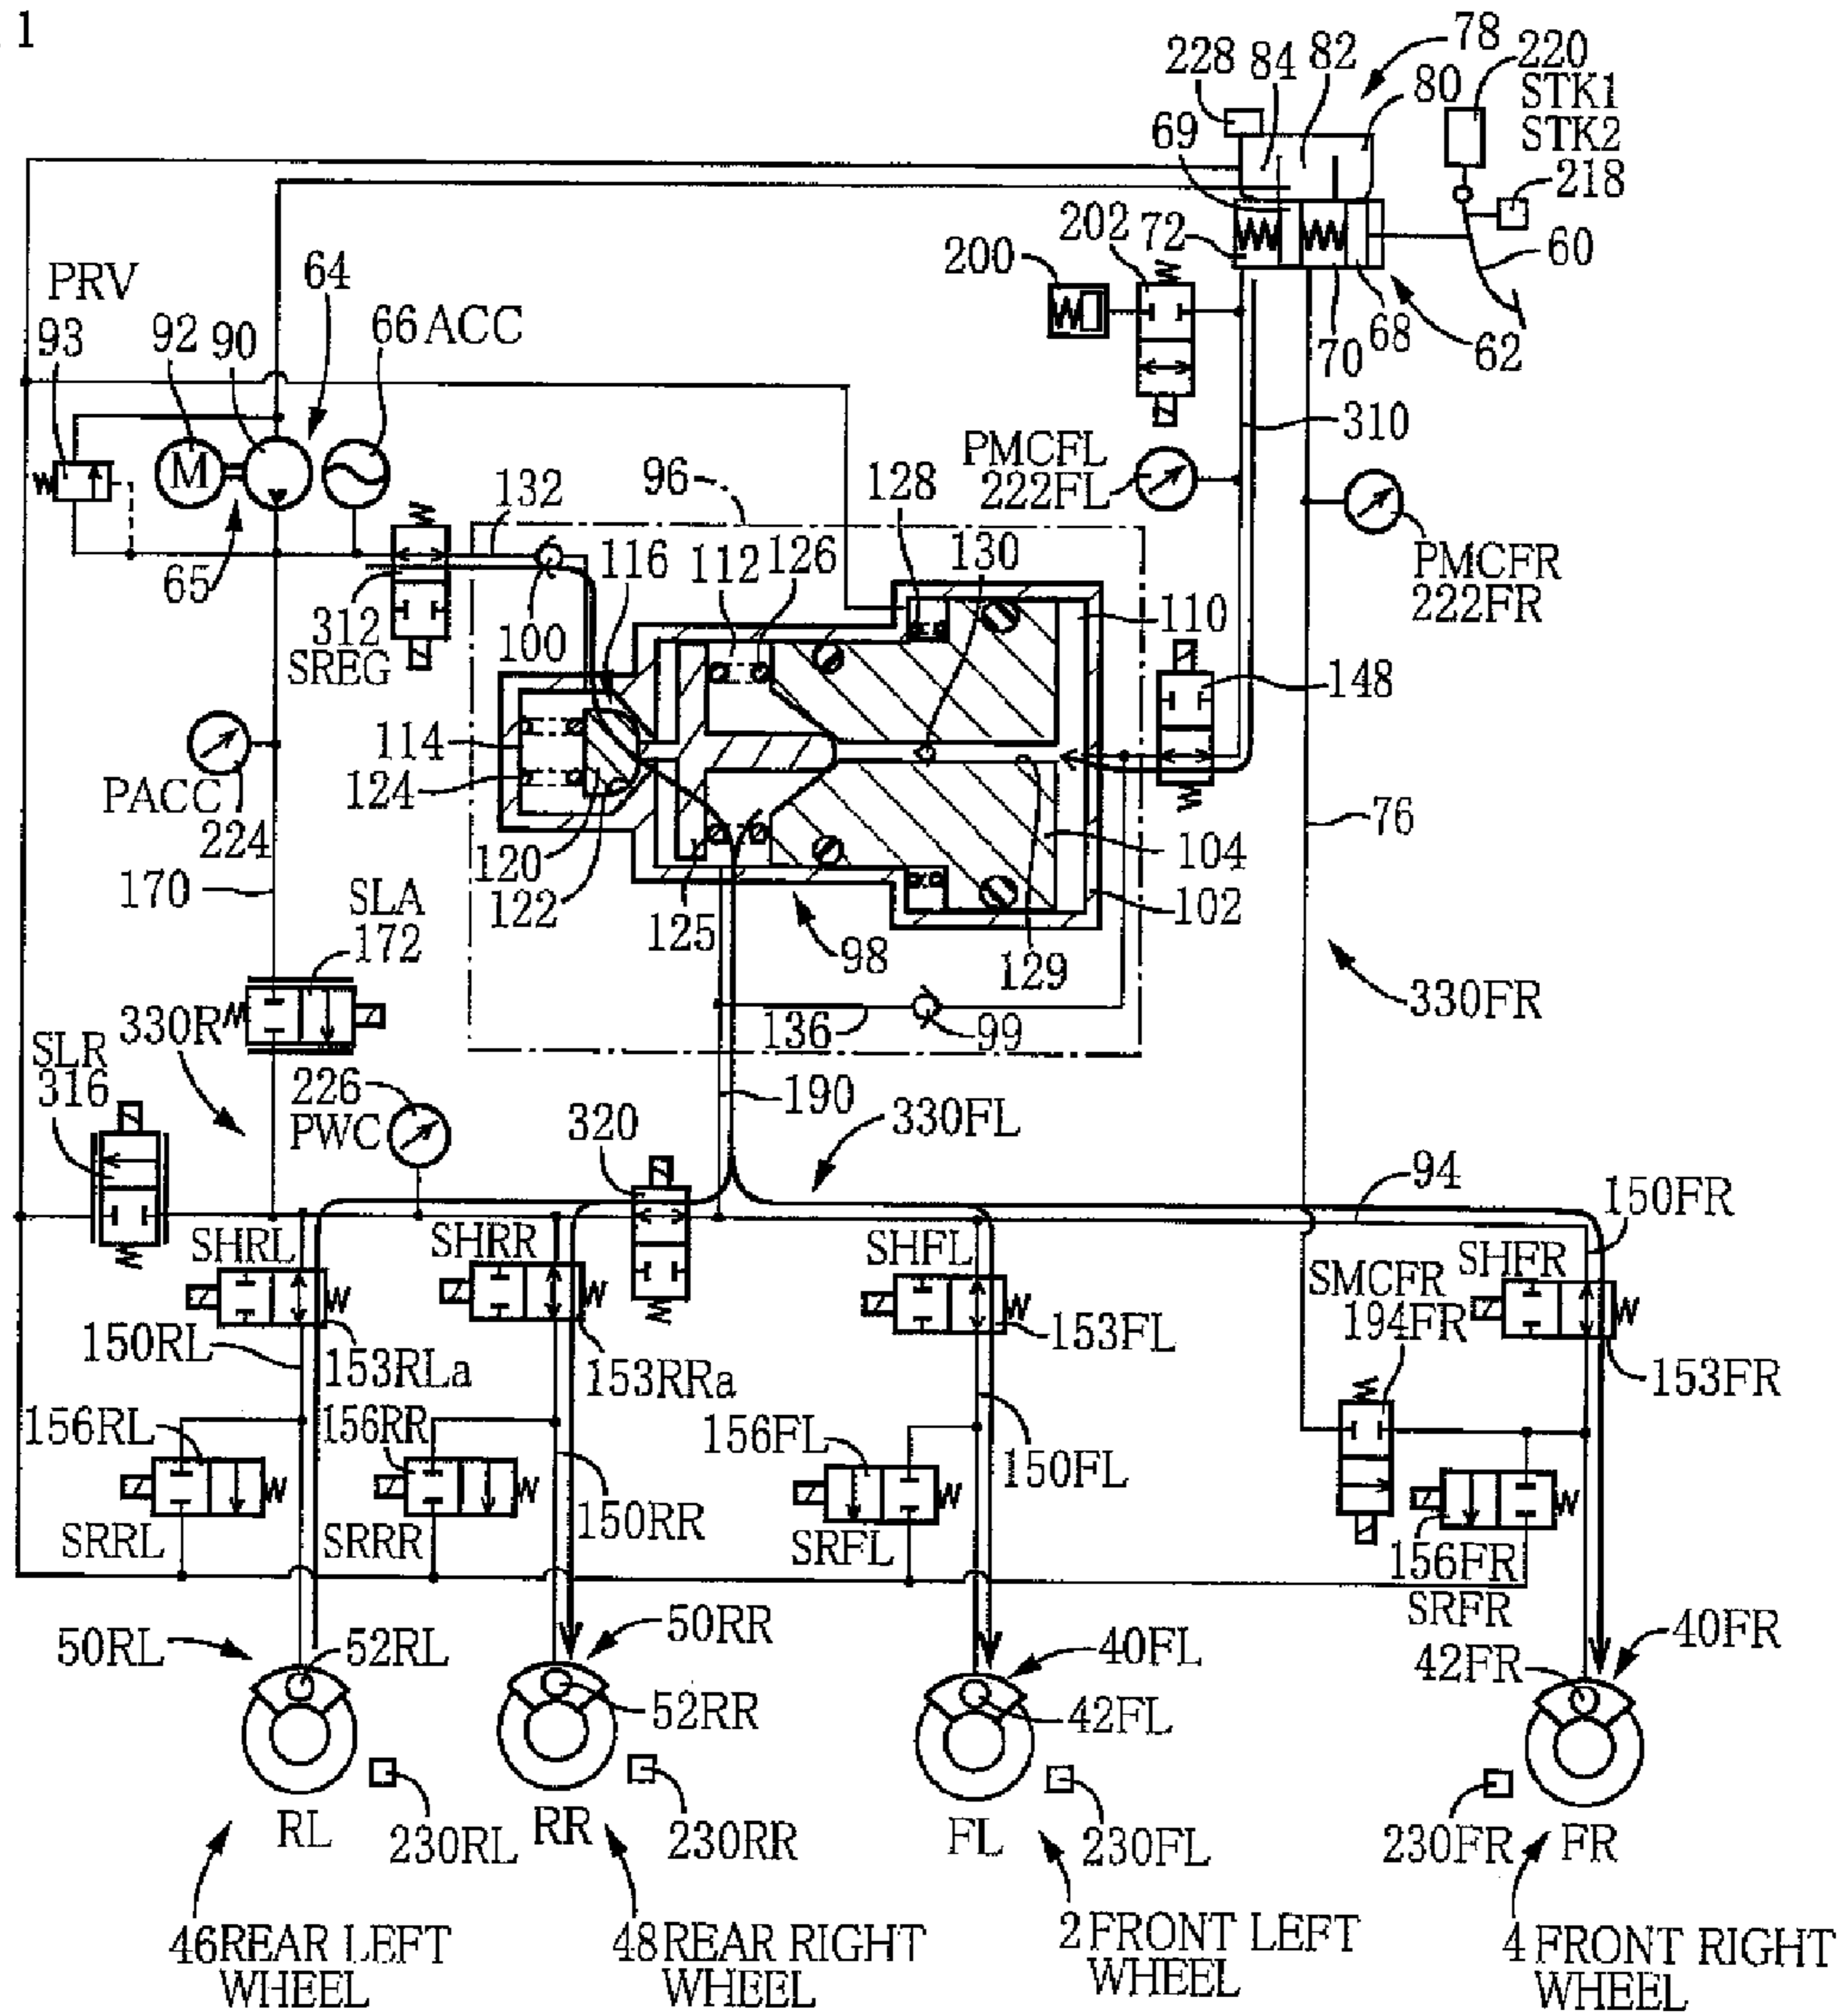 1
78
220
STK1
STK2
218
228
84
82
80
69
202
72
200
60
70
68
62
PRV
93
92
90
64
66 ACC
M
65
132
96
310
PMCFL
222FL
128
PMCFR
222FR
116
112
126
130
110
148
312
SREG
100
114
124
PACC
224
120
122
125
98
129
104
102
76
170
SLA
172
330R
136
99
330FR
SLR
316
226
PWC
190
320
330FL
94
150FR
SHRL
SHRR
SHFL
SMCFR
194FR
SHFR
150RL
153RLa
153RRa
153FL
153FR
156RL
156RR
156FL
150FL
SRRL
SRRR
150RR
SRFL
156FR
SRFR
50RL
52RL
50RR
52RR
40FL
42FL
42FR
40FR
RL
230RL
RR
230RR
FL
230FL
230FR
FR
46 REAR LEFT
WHEEL
48 REAR RIGHT
WHEEL
2 FRONT LEFT
WHEEL
4 FRONT RIGHT
WHEEL